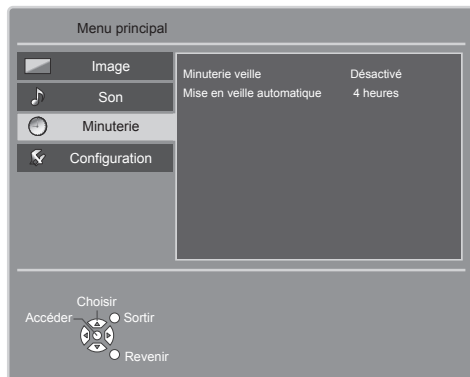 Menu principal
Image
Son
Minuterie
Configuration
Minuterie veille Désactivé
Mise en veille automatique 4 heures
Choisir
Accéder Sortir
Revenir